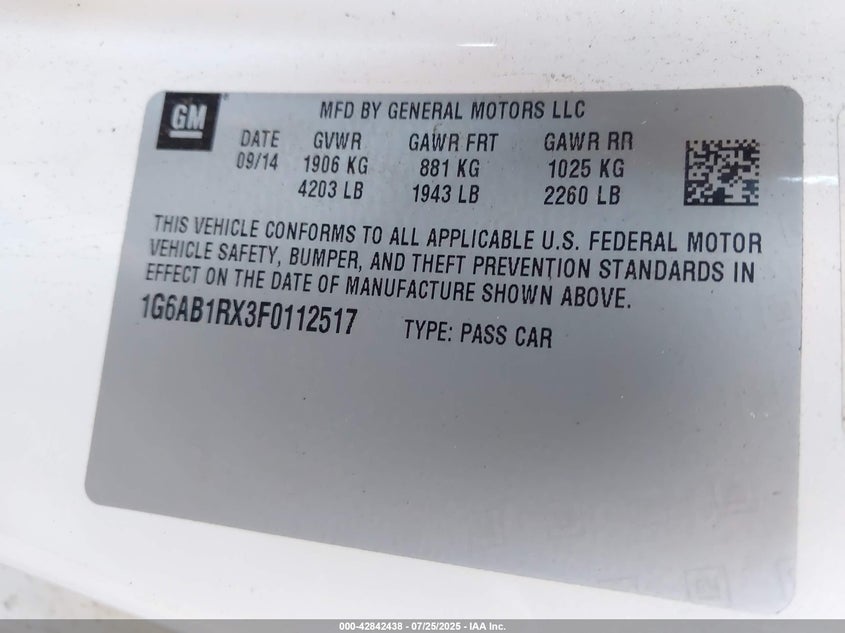 GM
MFD BY GENERAL MOTORS LLC
DATE GVWR GAWR FRT GAWR RR
09/14 1906 KG 881 KG 1025 KG
4203 LB 1943 LB 2260 LB
THIS VEHICLE CONFORMS TO ALL APPLICABLE U.S. FEDERAL MOTOR
VEHICLE SAFETY, BUMPER, AND THEFT PREVENTION STANDARDS IN
EFFECT ON THE DATE OF MANUFACTURE SHOWN ABOVE.
1G6AB1RX3F0112517 TYPE: PASS CAR
000-42842438 - 07/25/2025 - IAA Inc.